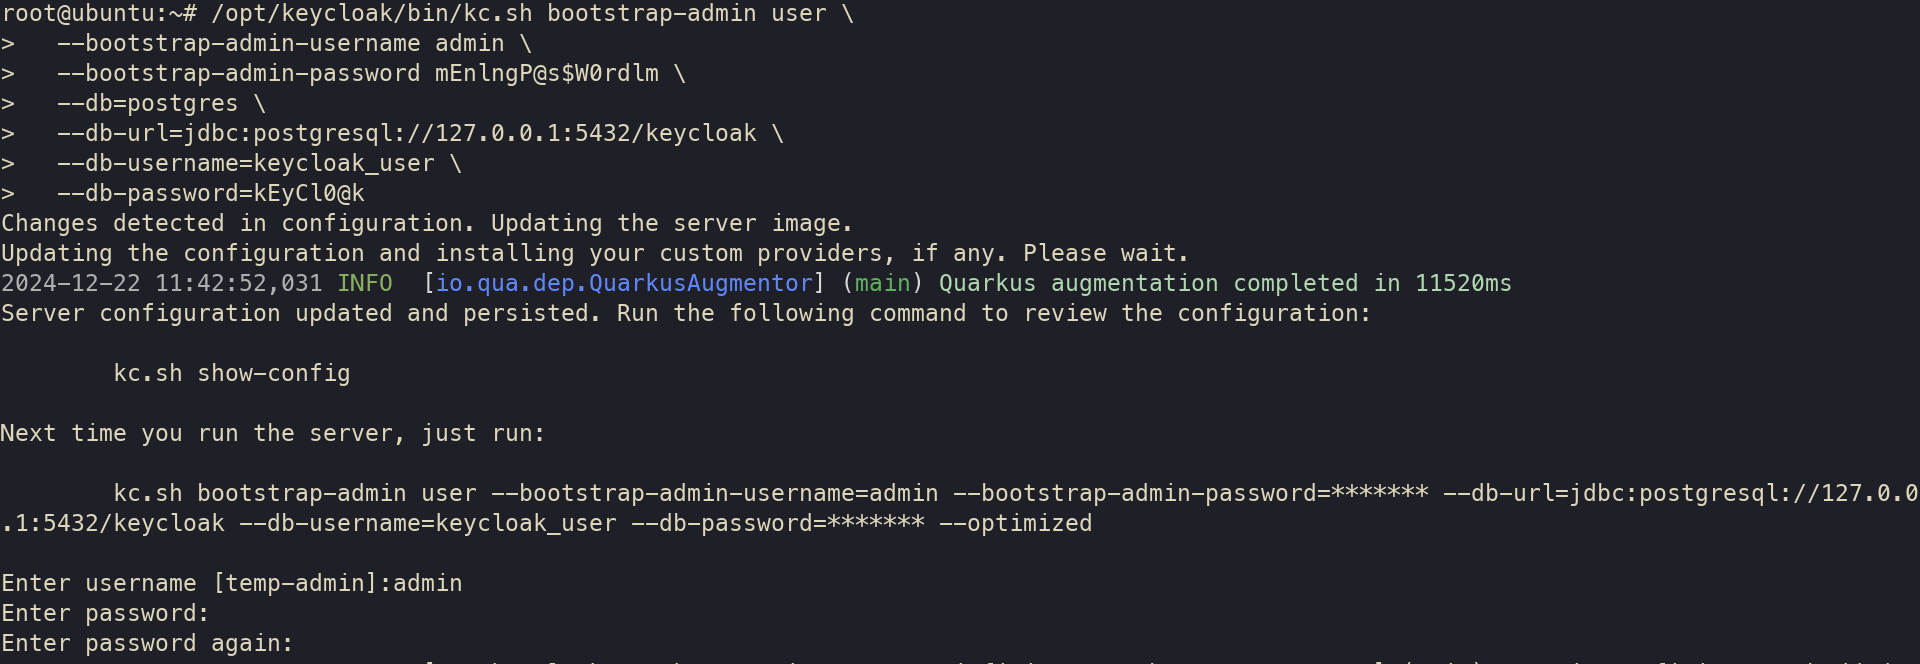 root@ubuntu:~# /opt/keycloak/bin/kc.sh bootstrap-admin user \
>   --bootstrap-admin-username admin \
>   --bootstrap-admin-password mEnlngP@s$W0rdlm \
>   --db=postgres \
>   --db-url=jdbc:postgresql://127.0.0.1:5432/keycloak \
>   --db-username=keycloak_user \
>   --db-password=kEyCl0@k
Changes detected in configuration. Updating the server image.
Updating the configuration and installing your custom providers, if any. Please wait.
2024-12-22 11:42:52,031 INFO  [io.qua.dep.QuarkusAugmentor] (main) Quarkus augmentation completed in 11520ms
Server configuration updated and persisted. Run the following command to review the configuration:
kc.sh show-config
Next time you run the server, just run:
kc.sh bootstrap-admin user --bootstrap-admin-username=admin --bootstrap-admin-password=******* --db-url=jdbc:postgresql://127.0.0
.1:5432/keycloak --db-username=keycloak_user --db-password=******* --optimized
Enter username [temp-admin]:admin
Enter password:
Enter password again: